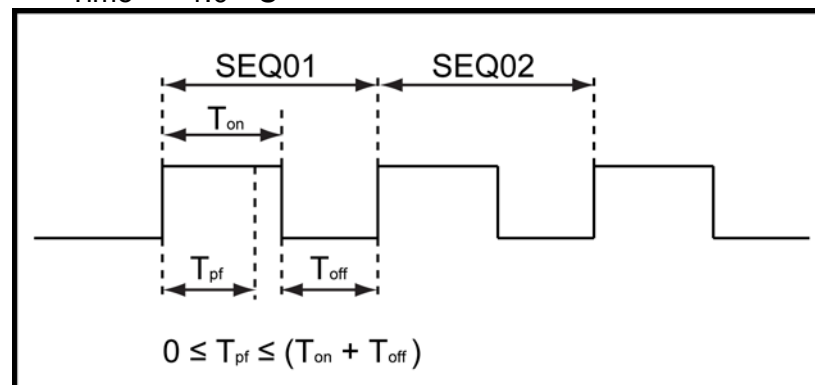 SEQ01 SEQ02
Ton
Tpf Toff
0 ≤ Tpf ≤ (Ton + Toff)